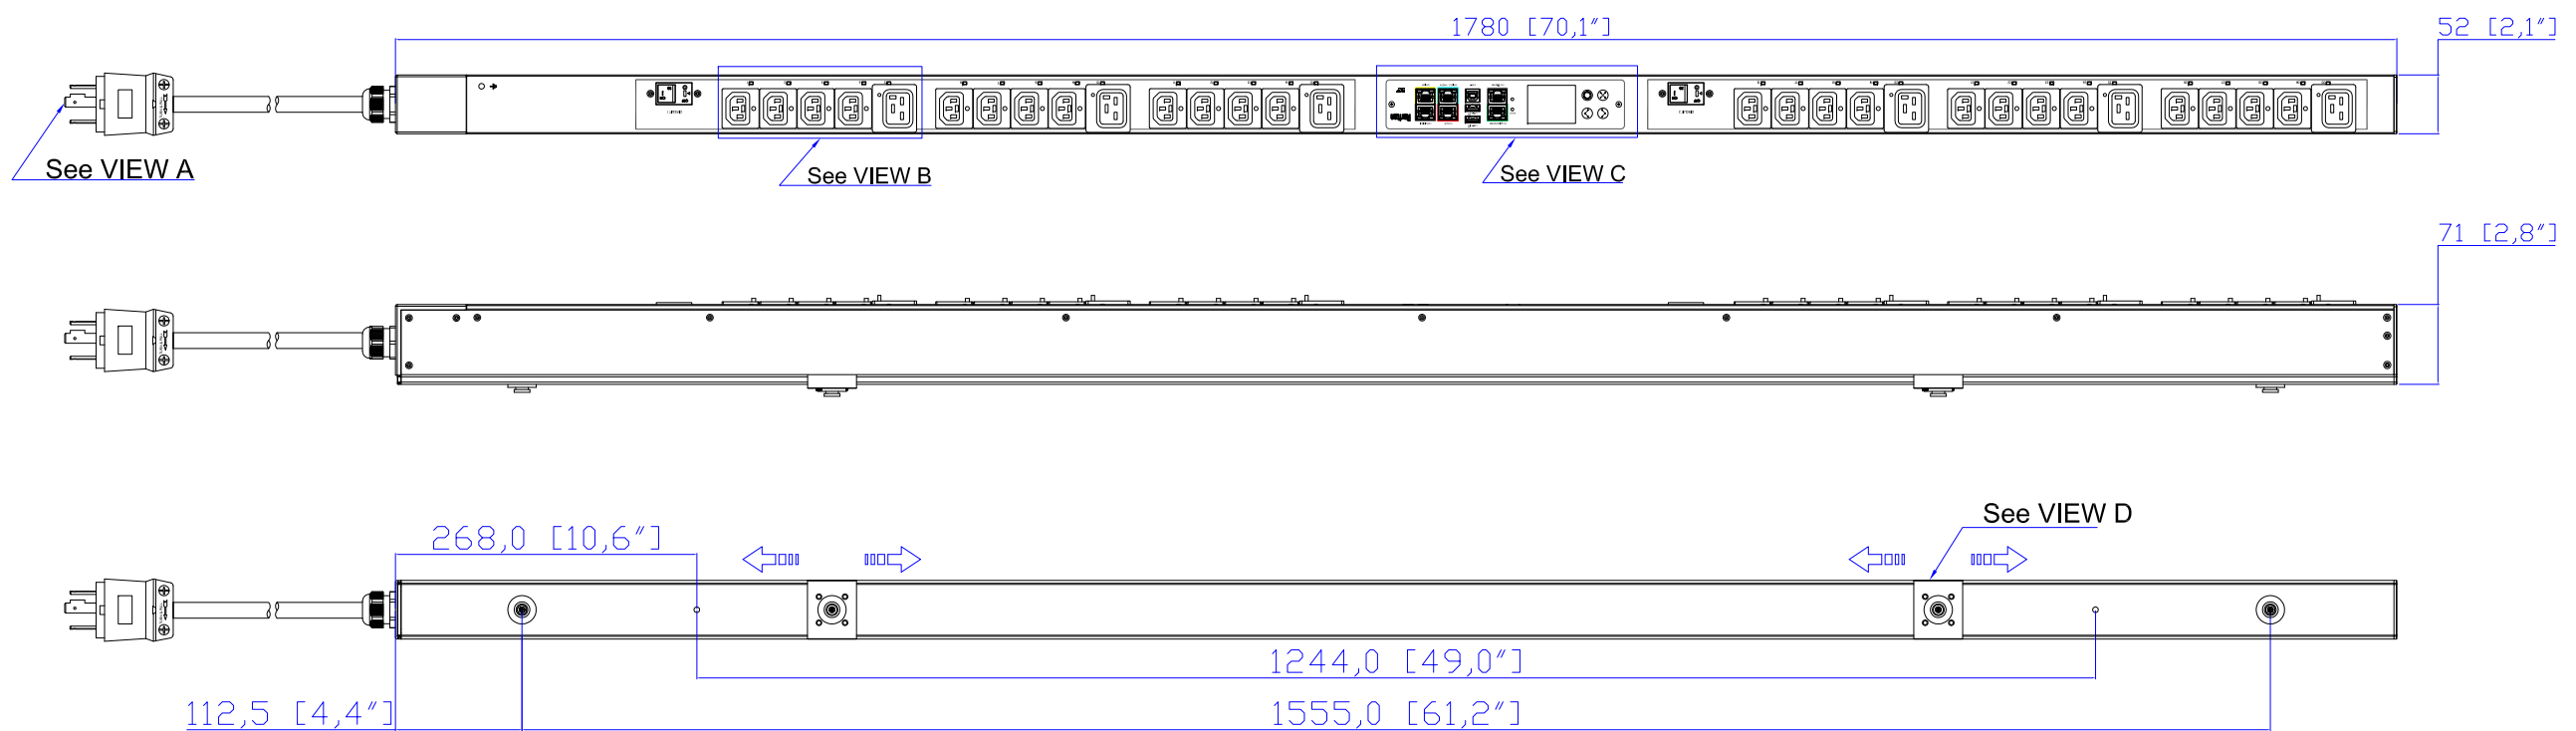 1780 [70,1"]
52 [2,1"]
See VIEW A
See VIEW B
See VIEW C
71 [2,8"]
See VIEW D
268,0 [10,6"]
1244,0 [49,0"]
112,5 [4,4"]
1555,0 [61,2"]